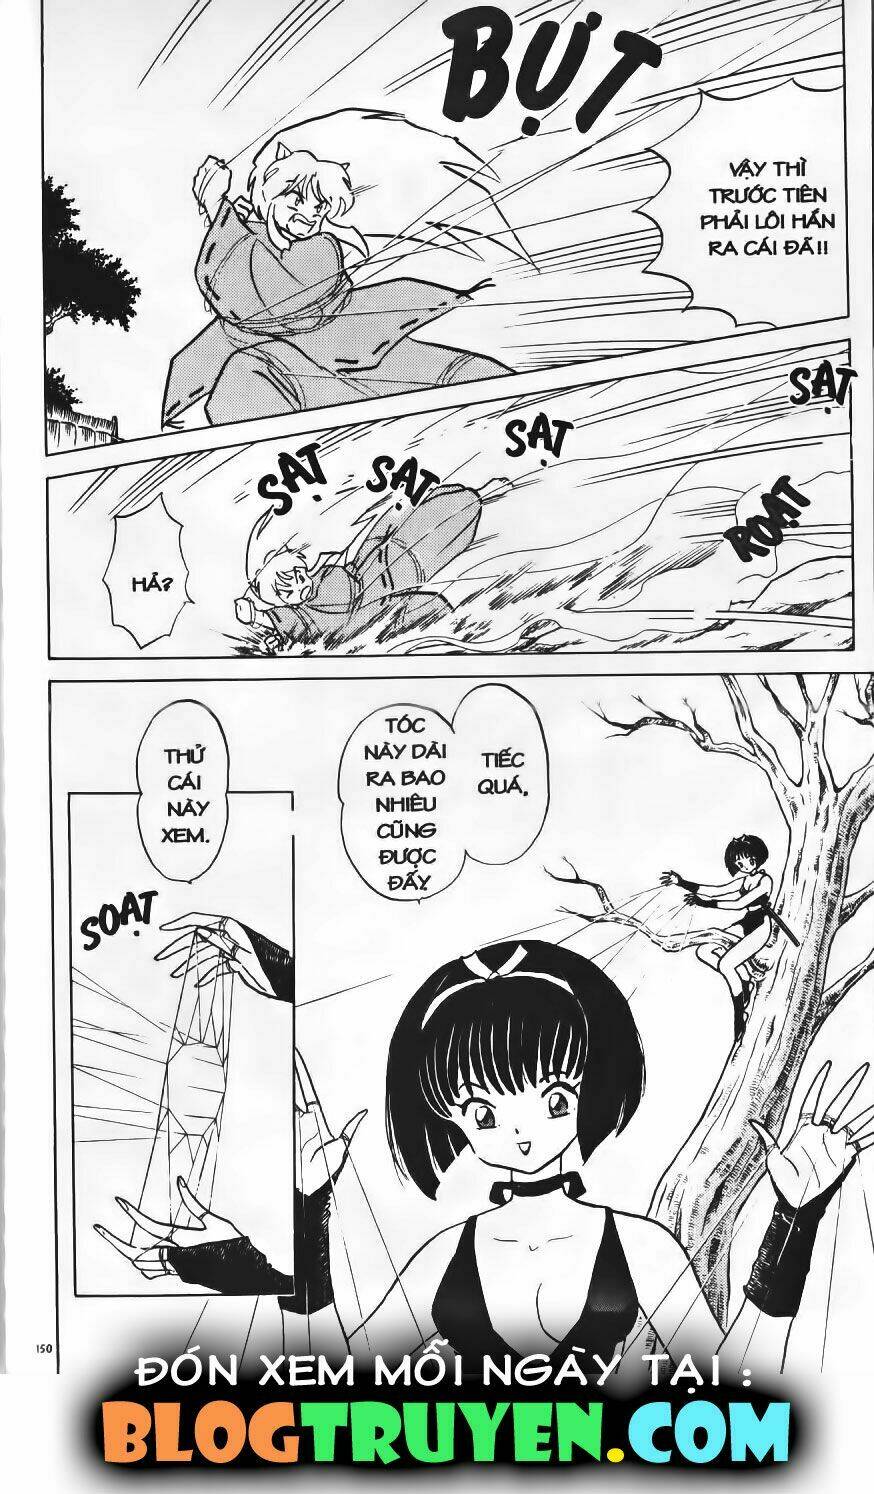 BỰT
VẬY THÌ
TRƯỚC TIÊN
PHẢI LÔI HẮN
RA CÁI ĐÃ!!
SẠT
SẠT
SẠT
SẠT
ROẠT
HẢ?
TIẾC
QUÁ,
TÓC
NÀY DÀI
RA BAO
NHIÊU
CŨNG
ĐƯỢC
ĐẤY.
THỬ
CÁI
NÀY
XEM.
SOẠT
150
ĐÓN XEM MỖI NGÀY TẠI :
BLOGTRUYEN.COM